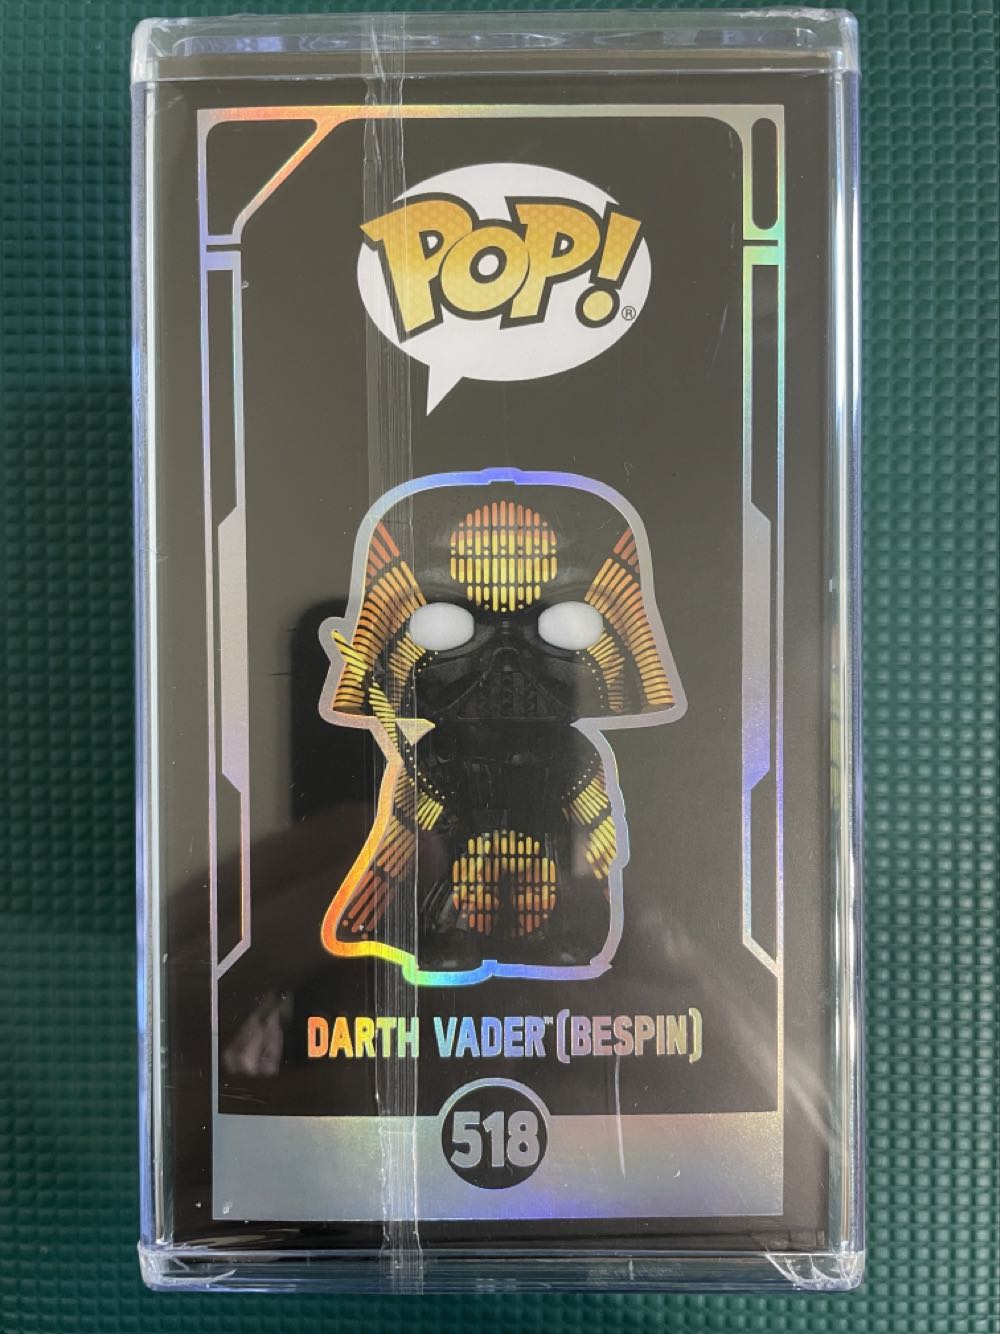 POP!®
DARTH VADER™ (BESPIN)
518